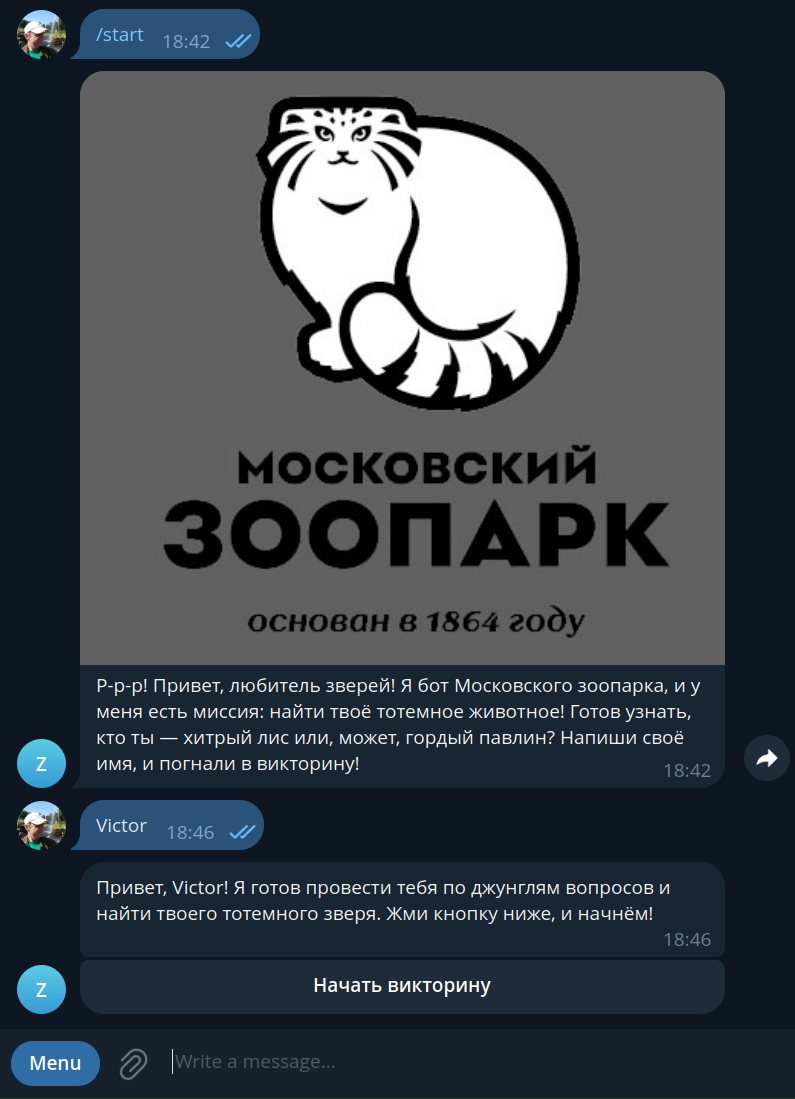 /start 18:42
МОСКОВСКИЙ
ЗООПАРК
основан в 1864 году
Р-р-р! Привет, любитель зверей! Я бот Московского зоопарка, и у
меня есть миссия: найти твоё тотемное животное! Готов узнать,
кто ты — хитрый лис или, может, гордый павлин? Напиши своё
имя, и погнали в викторину!
18:42
Z
Victor 18:46
Привет, Victor! Я готов провести тебя по джунглям вопросов и
найти твоего тотемного зверя. Жми кнопку ниже, и начнём!
18:46
Z
Начать викторину
Menu
Write a message...